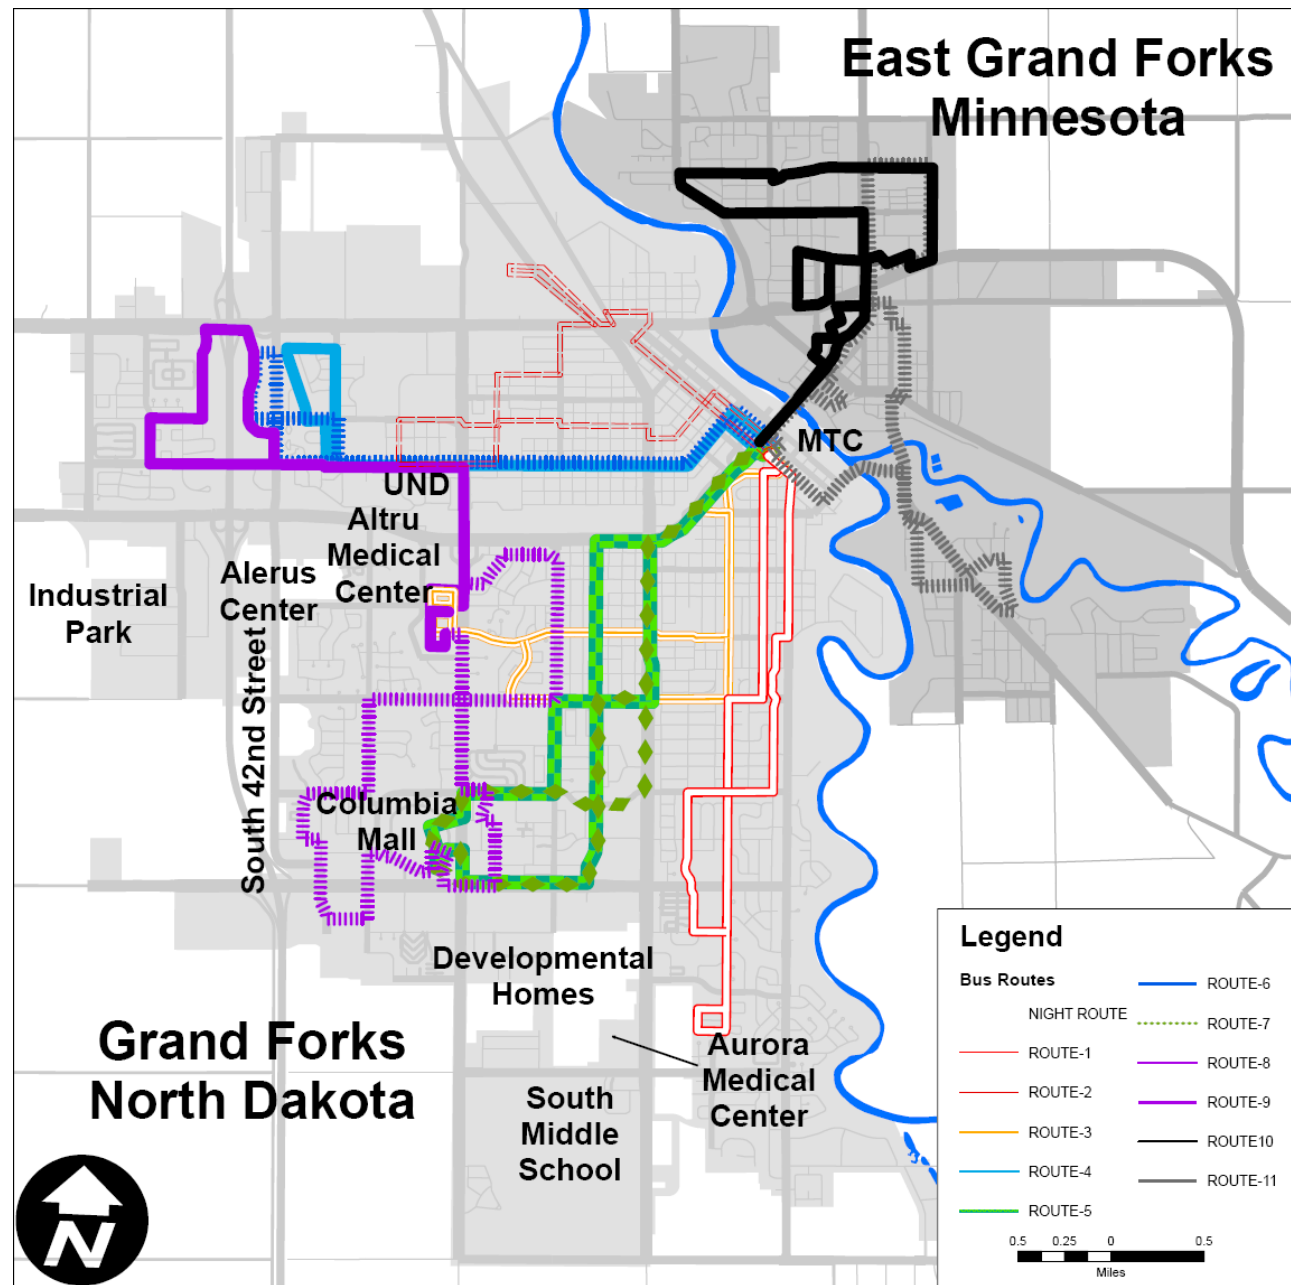 East Grand Forks
Minnesota
MTC
UND
Altru
Medical
Center
Alerus
Center
Industrial
Park
South 42nd Street
Columbia
Mall
Developmental
Homes
Grand Forks
North Dakota
Aurora
Medical
Center
South
Middle
School
N
Legend
Bus Routes
NIGHT ROUTE
ROUTE-1
ROUTE-2
ROUTE-3
ROUTE-4
ROUTE-5
ROUTE-6
ROUTE-7
ROUTE-8
ROUTE-9
ROUTE10
ROUTE-11
0.5 0.25 0 0.5
Miles